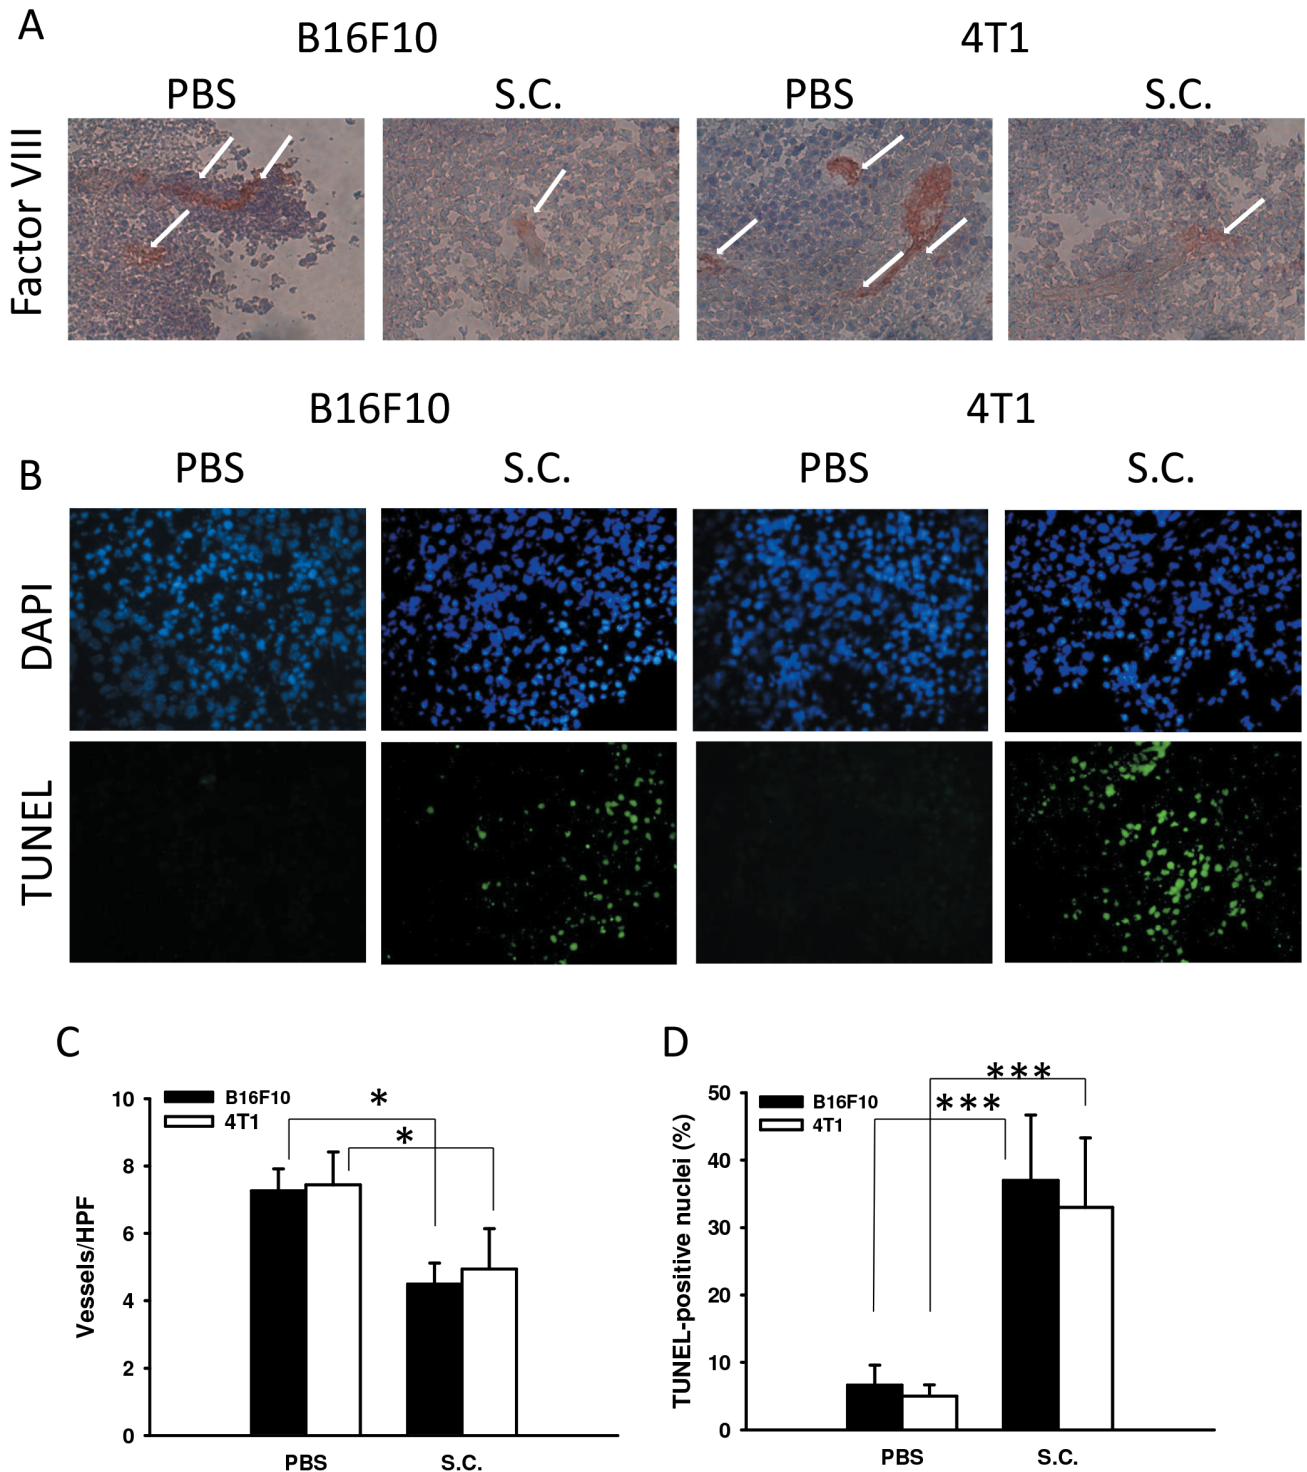 A
B16F10
4T1
PBS
S.C.
PBS
S.C.
Factor VIII
B16F10
4T1
B
PBS
S.C.
PBS
S.C.
DAPI
TUNEL
C
10
8
6
4
2
0
Vessels/HPF
B16F10
4T1
*
*
PBS
S.C.
D
50
40
30
20
10
0
TUNEL-positive nuclei (%)
B16F10
4T1
***
***
PBS
S.C.